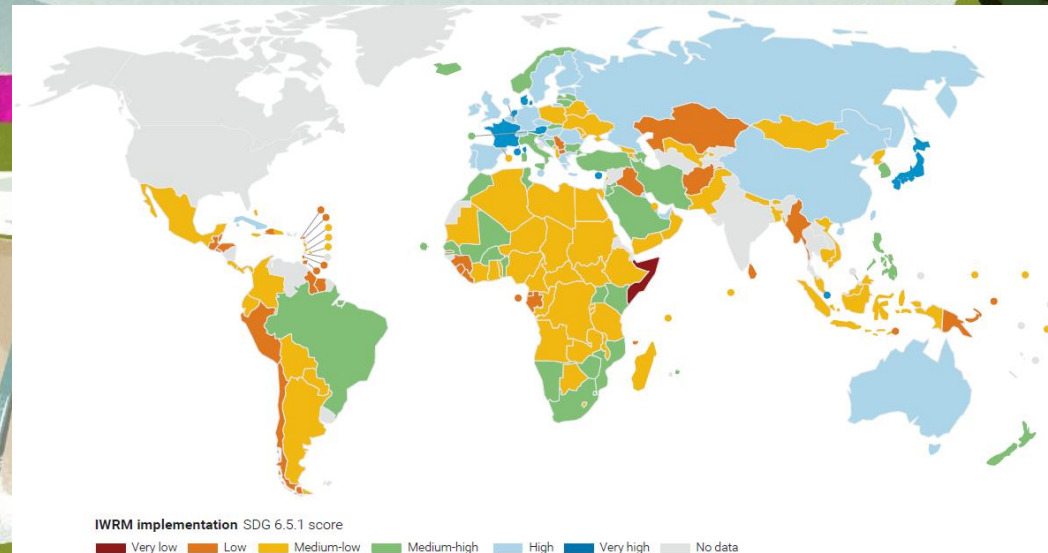 IWRM implementation SDG 6.5.1 score
Very low Low Medium-low Medium-high High Very high No data